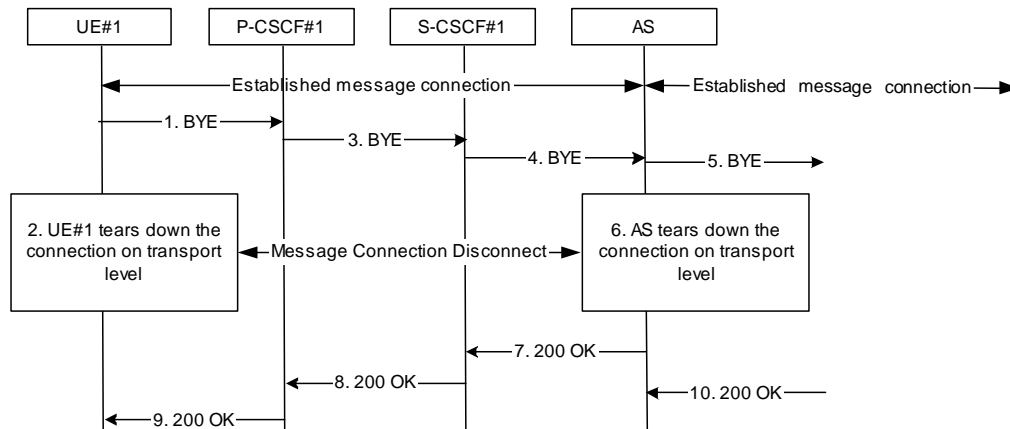 UE#1
P-CSCF#1
S-CSCF#1
AS
Established message connection
Established message connection
1. BYE
3. BYE
4. BYE
5. BYE
2. UE#1 tears down the
connection on transport
level
Message Connection Disconnect
6. AS tears down the
connection on transport
level
7. 200 OK
8. 200 OK
10. 200 OK
9. 200 OK